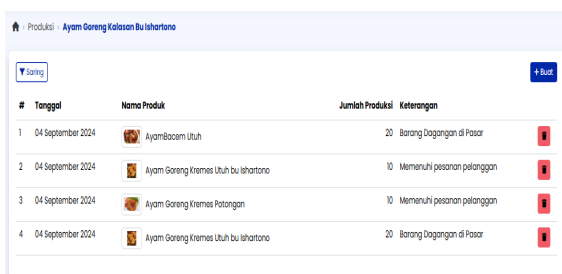 Produksi › Ayam Goreng Kalasan Bu Ishartono
Saring
+ Buat
# Tanggal Nama Produk Jumlah Produksi Keterangan
1 04 September 2024 AyamBacem Utuh 20 Barang Dagangan di Pasar
2 04 September 2024 Ayam Goreng Kremes Utuh bu Ishartono 10 Memenuhi pesanan pelanggan
3 04 September 2024 Ayam Goreng Kremes Potongan 10 Memenuhi pesanan pelanggan
4 04 September 2024 Ayam Goreng Kremes Utuh bu Ishartono 20 Barang Dagangan di Pasar